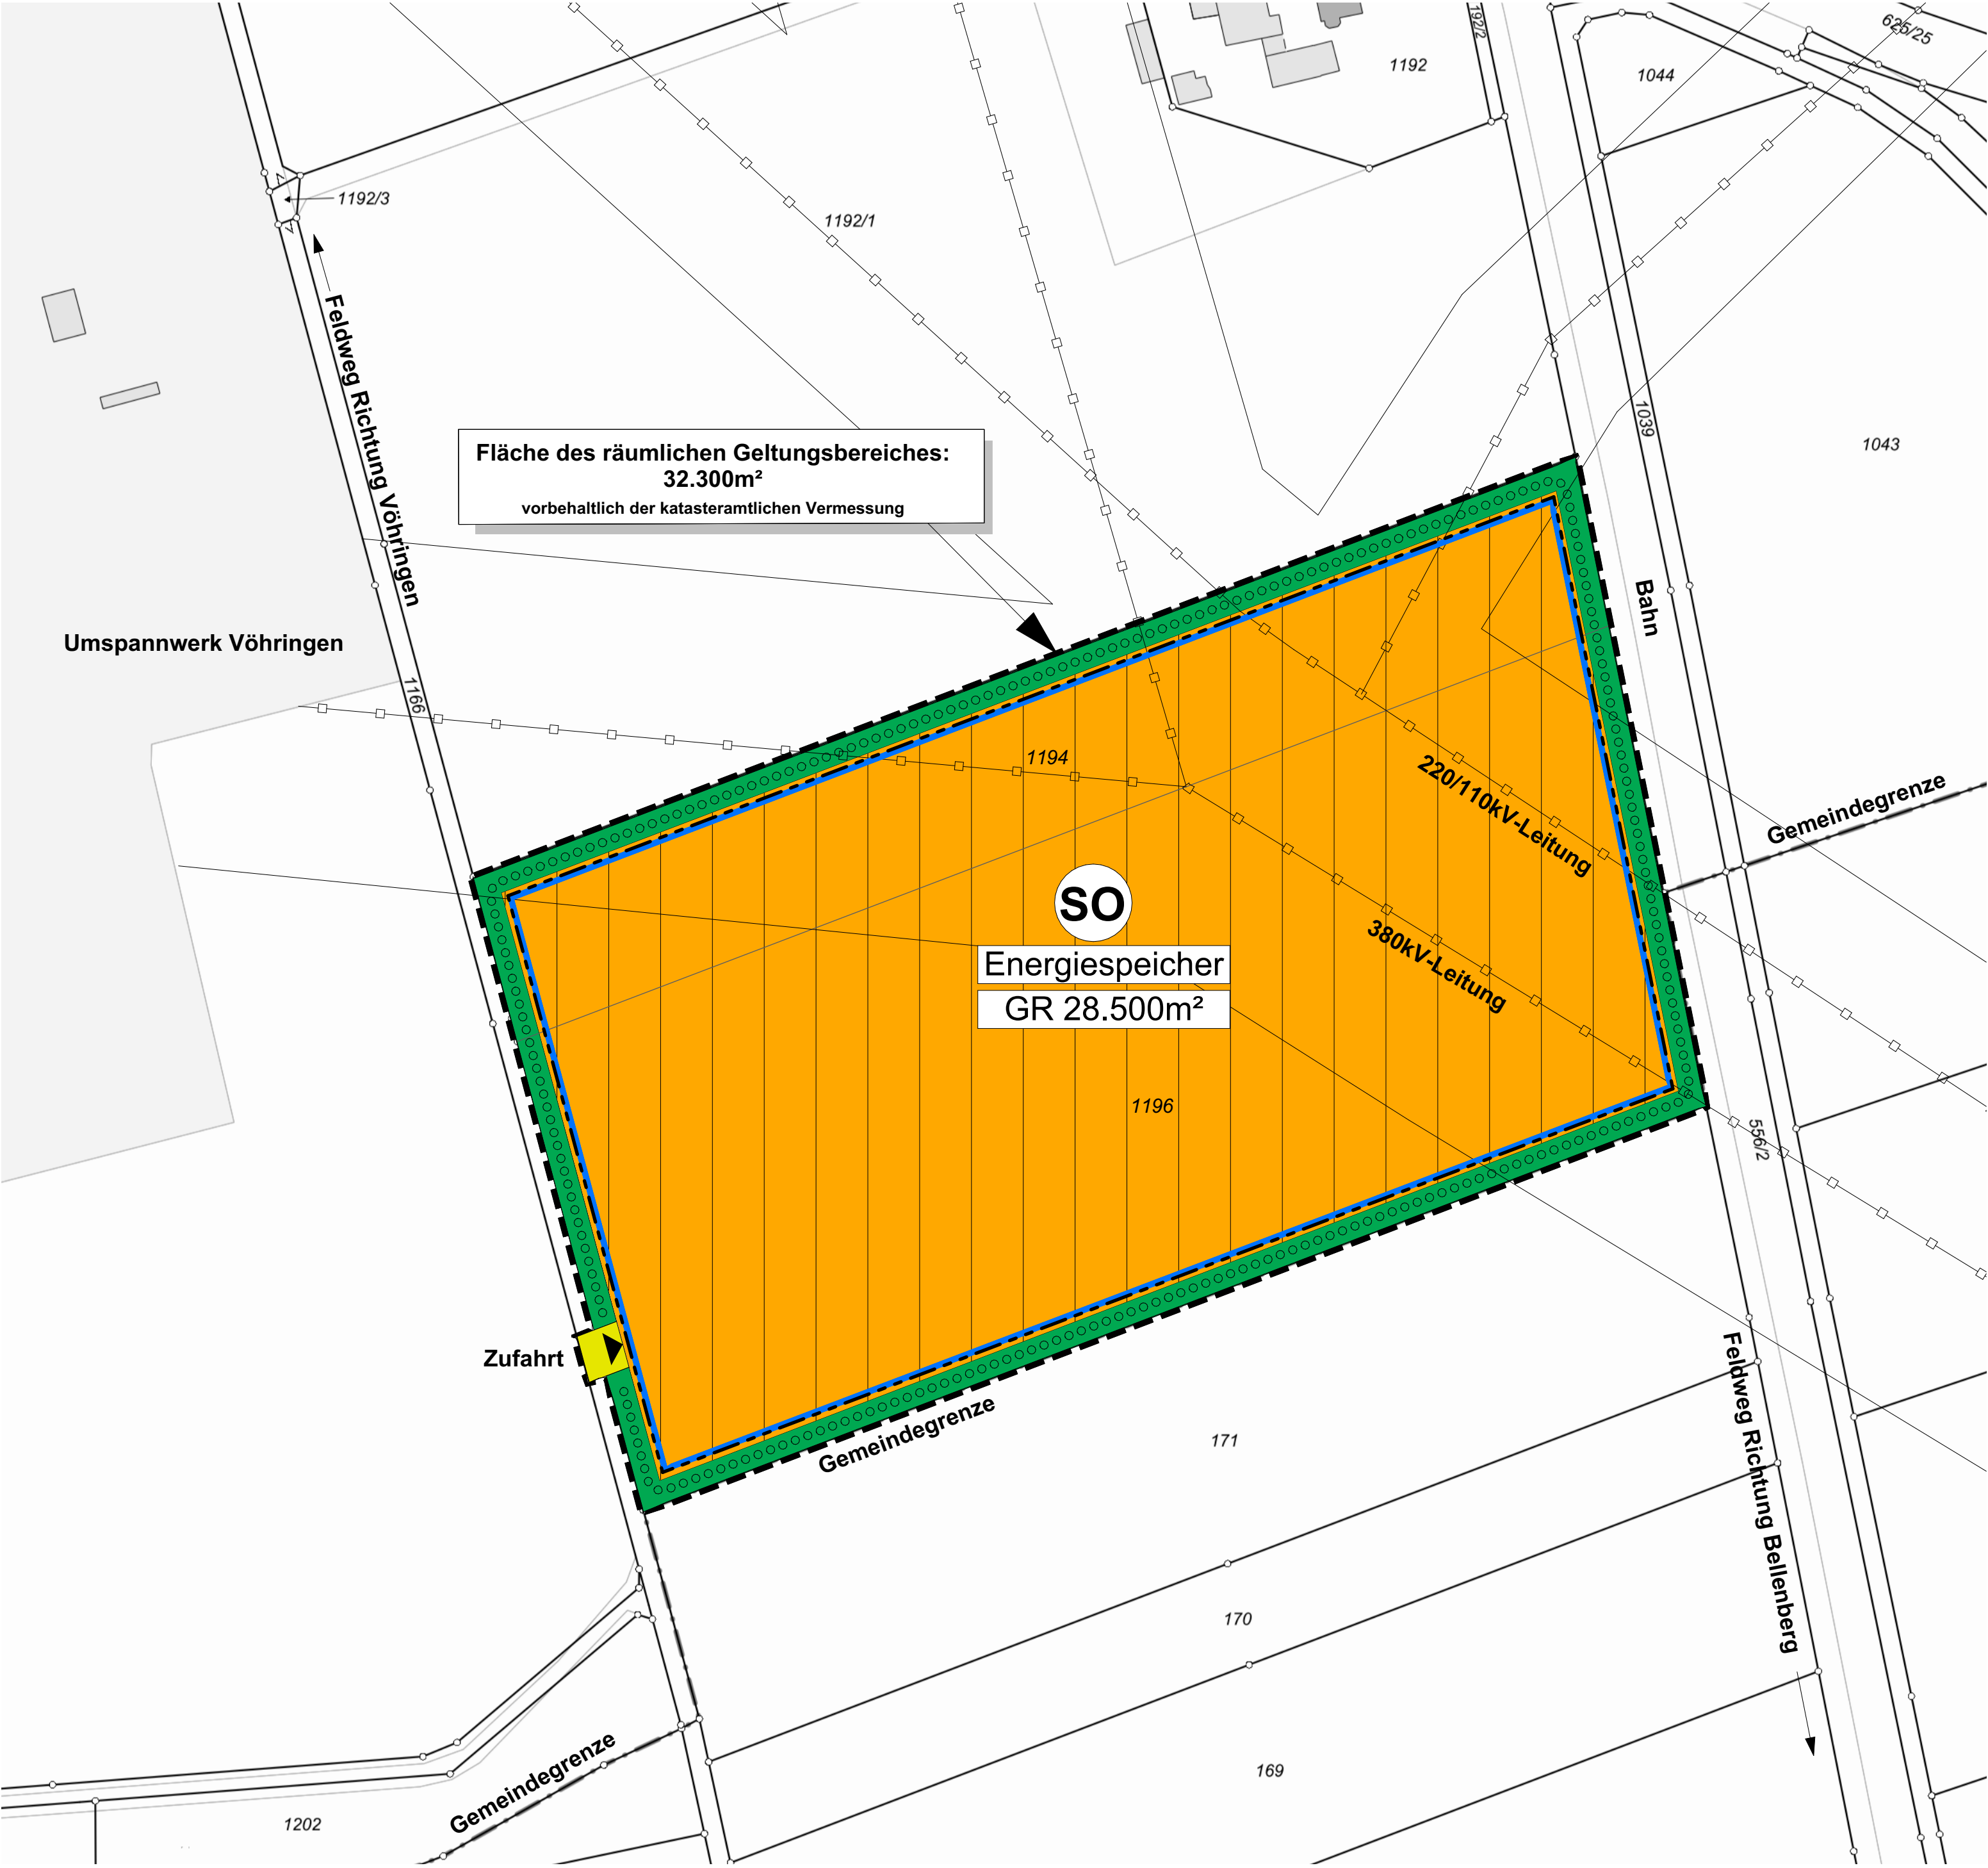 192/2
625/25
1192
1044
1192/3
1192/1
Feldweg Richtung Vöhringen
1039
1043
Fläche des räumlichen Geltungsbereiches:
32.300m²
vorbehaltlich der katasteramtlichen Vermessung
Bahn
Umspannwerk Vöhringen
1166
1194
220/110kV-Leitung
Gemeindegrenze
SO
Energiespeicher
GR 28.500m²
380kV-Leitung
1196
556/2
Zufahrt
Gemeindegrenze
171
Feldweg Richtung Bellenberg
170
Gemeindegrenze
169
1202